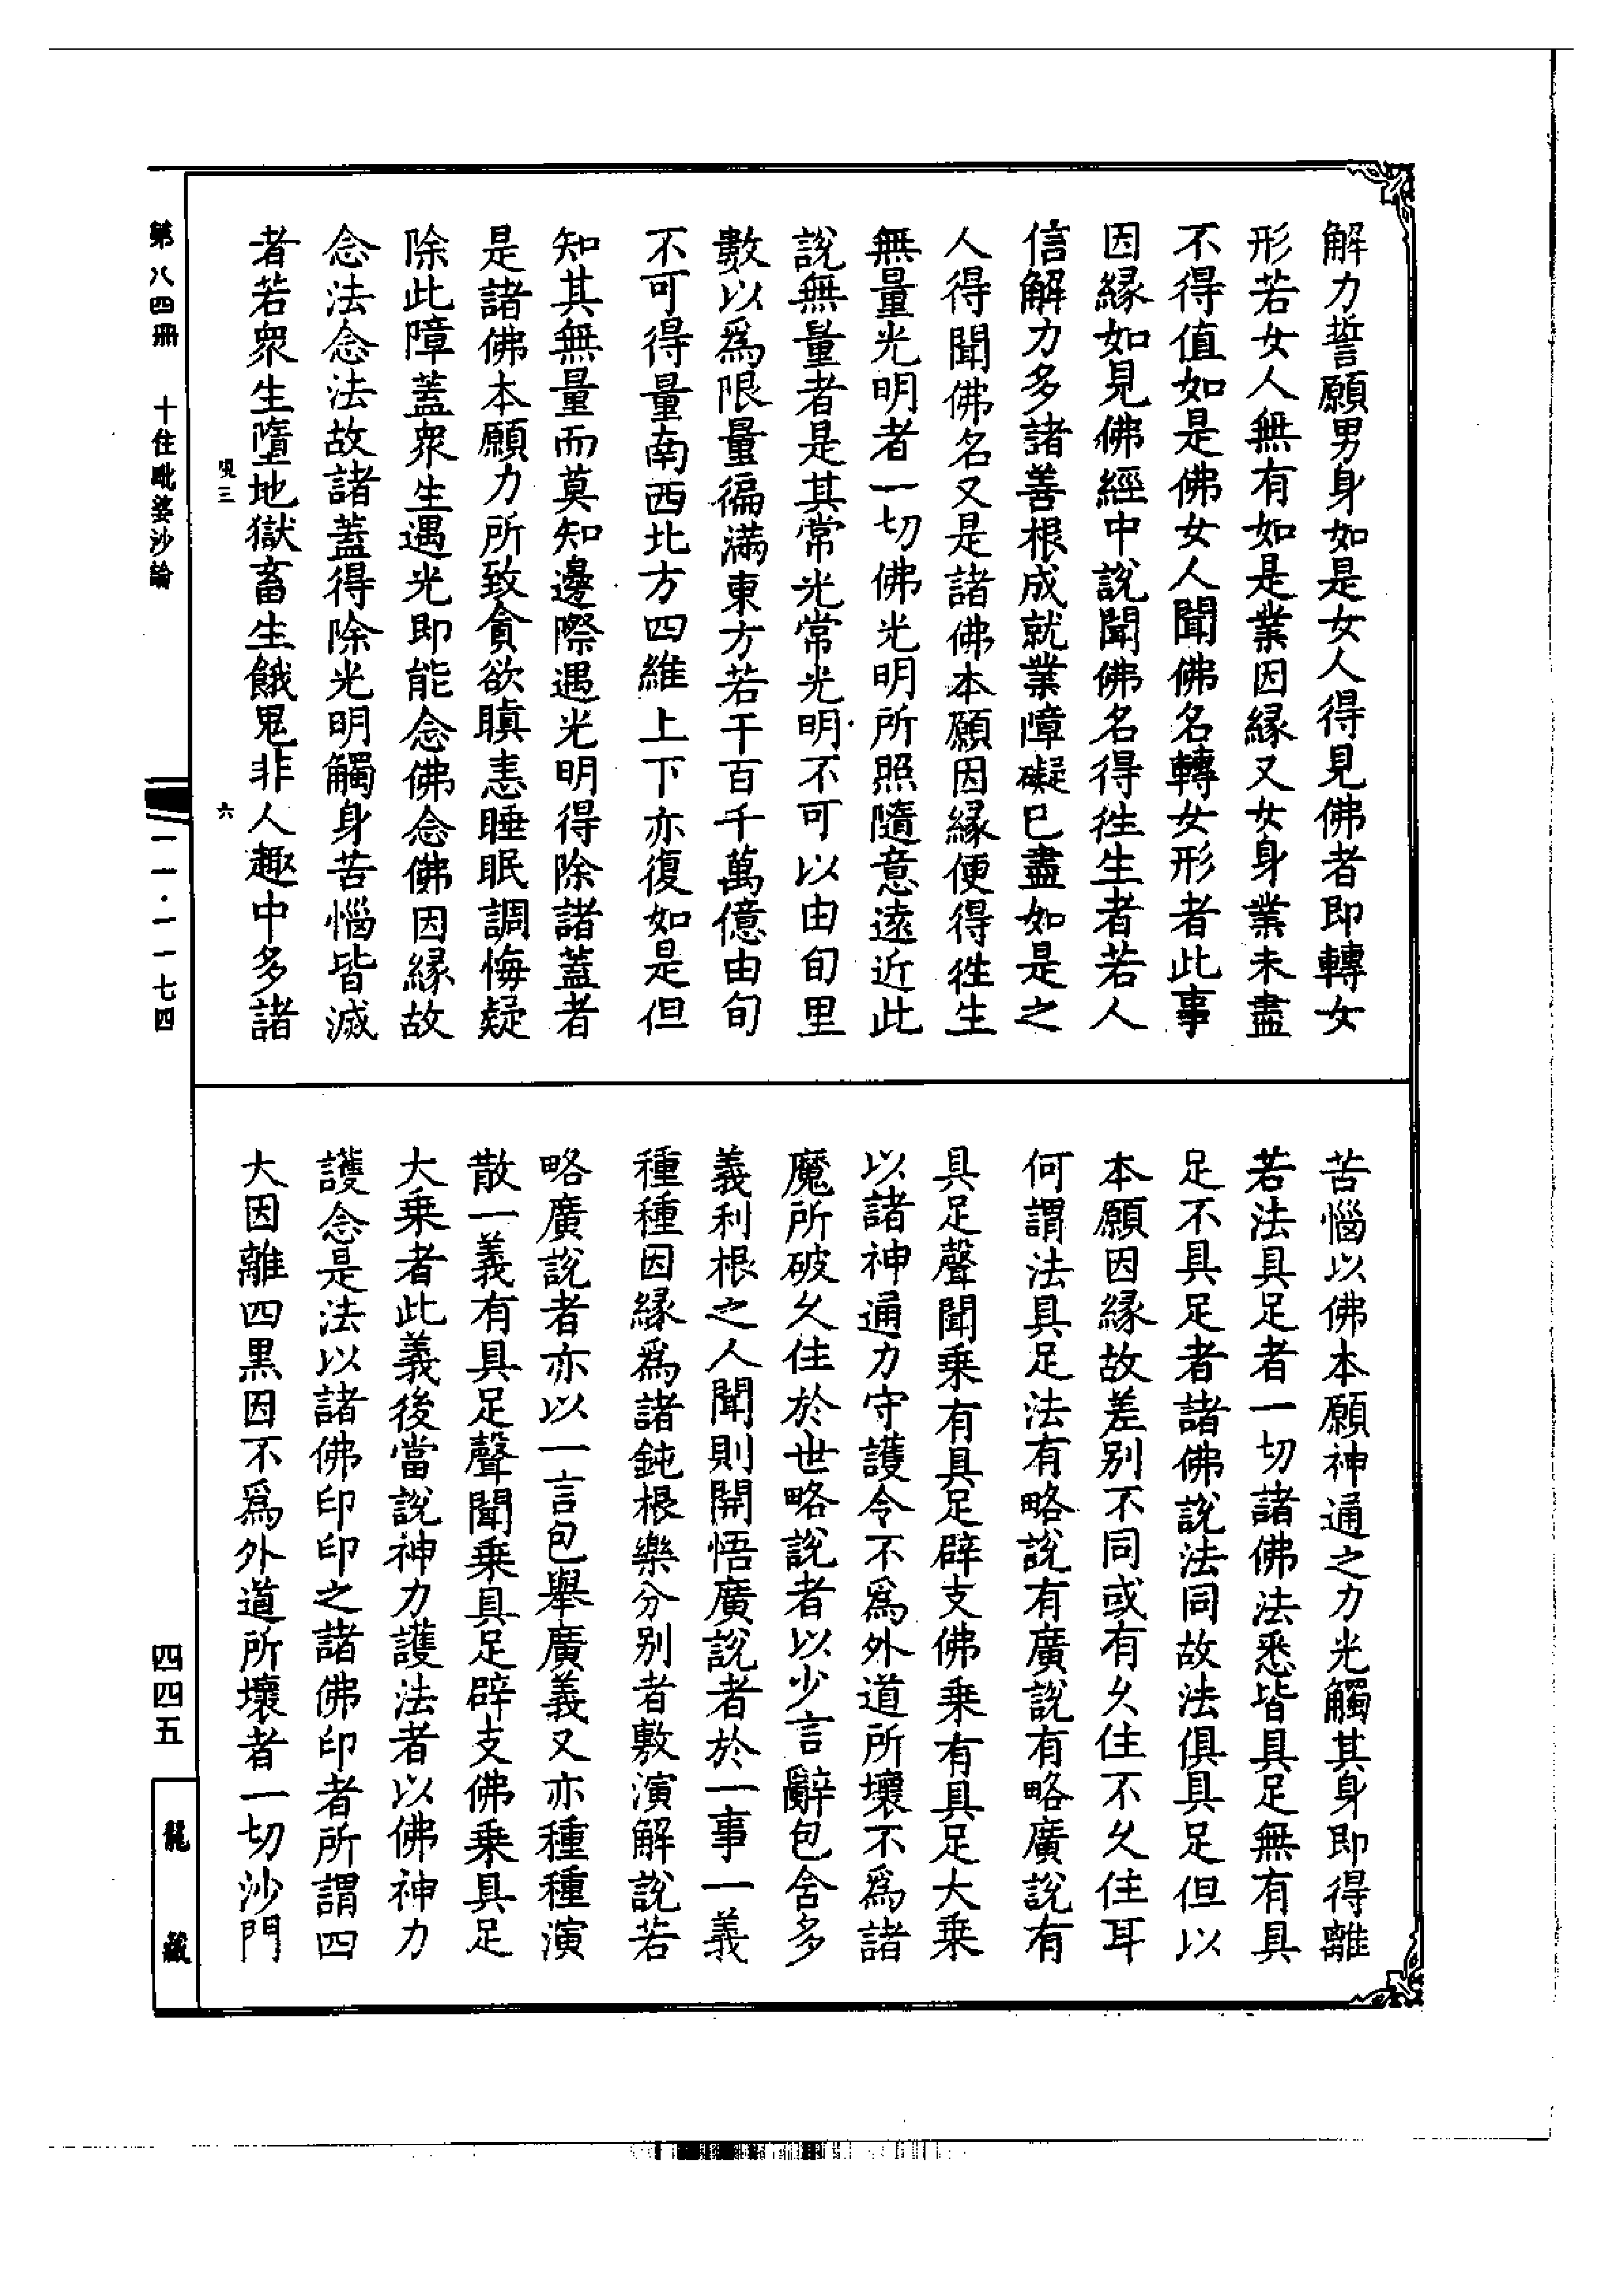 解力誓願男身如是女人得見佛者即轉女
形若女人無有如是業因緣又女身業未盡
不得值如是佛女人聞佛名轉女形者此事
因緣如見佛經中說聞佛名得徃生者若人
信解力多諸善根成就業障礙已盡如是之
人得聞佛名又是諸佛本願因緣便得徃生
無量光明者一切佛光明所照隨意遠近此
說無量者是其常光常光明不可以由旬里
數以爲限量徧滿東方若干百千萬億由旬
不可得量南西北方四維上下亦復如是但
知其無量而莫知邊際遇光明得除諸蓋者
是諸佛本願力所致貪欲瞋恚睡眠調悔疑
除此障蓋衆生遇光即能念佛念佛因緣故
念法念法故諸蓋得除光明觸身苦惱皆滅
者若衆生墮地獄畜生餓鬼非人趣中多諸
苦惱以佛本願神通之力光觸其身即得離
若法具足者一切諸佛法悉皆具足無有具
足不具足者諸佛說法同故法俱具足但以
本願因緣故差别不同或有久住不久住耳
何謂法具足法有略說有廣說有略廣說有
具足聲聞乗有具足辟支佛乗有具足大乗
以諸神通力守護令不爲外道所壞不爲諸
魔所破久住於世略說者以少言辭包含多
義利根之人聞則開悟廣說者於一事一義
種種因緣爲諸鈍根樂分别者敷演解說若
略廣說者亦以一言包舉廣義又亦種種演
散一義有具足聲聞乗具足辟支佛乗具足
大乗者此義後當說神力護法者以佛神力
護念是法以諸佛印印之諸佛印者所謂四
大因離四黒因不爲外道所壞者一切沙門
第八四冊 十住毗婆沙論 一一·一一七四
四四五
龍藏
三 六